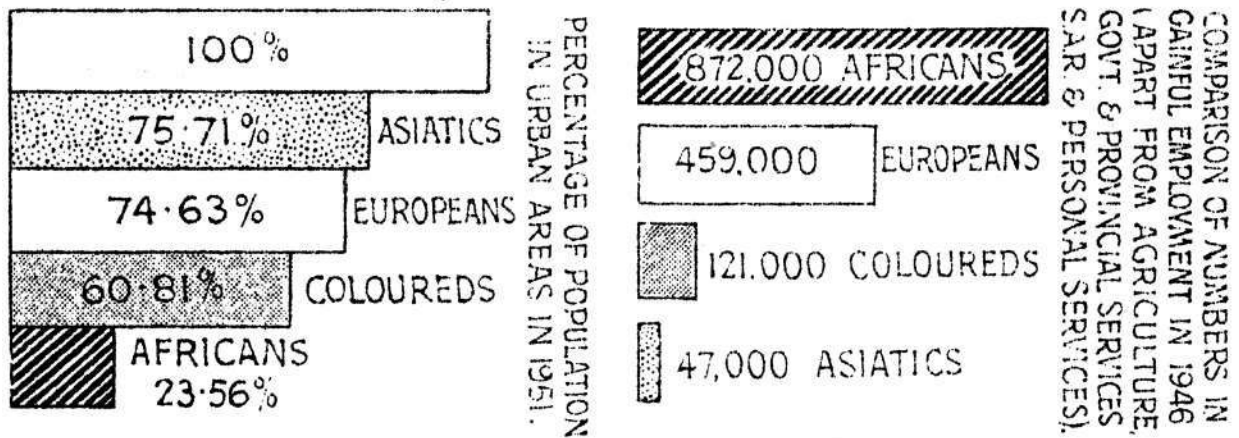 100%
75·71% ASIATICS
74·63% EUROPEANS
60·81% COLOUREDS
AFRICANS
23·56%
PERCENTAGE OF POPULATION
IN URBAN AREAS IN 1951.
872,000 AFRICANS
459,000 EUROPEANS
121,000 COLOUREDS
47,000 ASIATICS
COMPARISON OF NUMBERS IN
GAINFUL EMPLOYMENT IN 1946
(APART FROM AGRICULTURE,
GOVT. & PROVINCIAL SERVICES
S.A.R. & PERSONAL SERVICES).